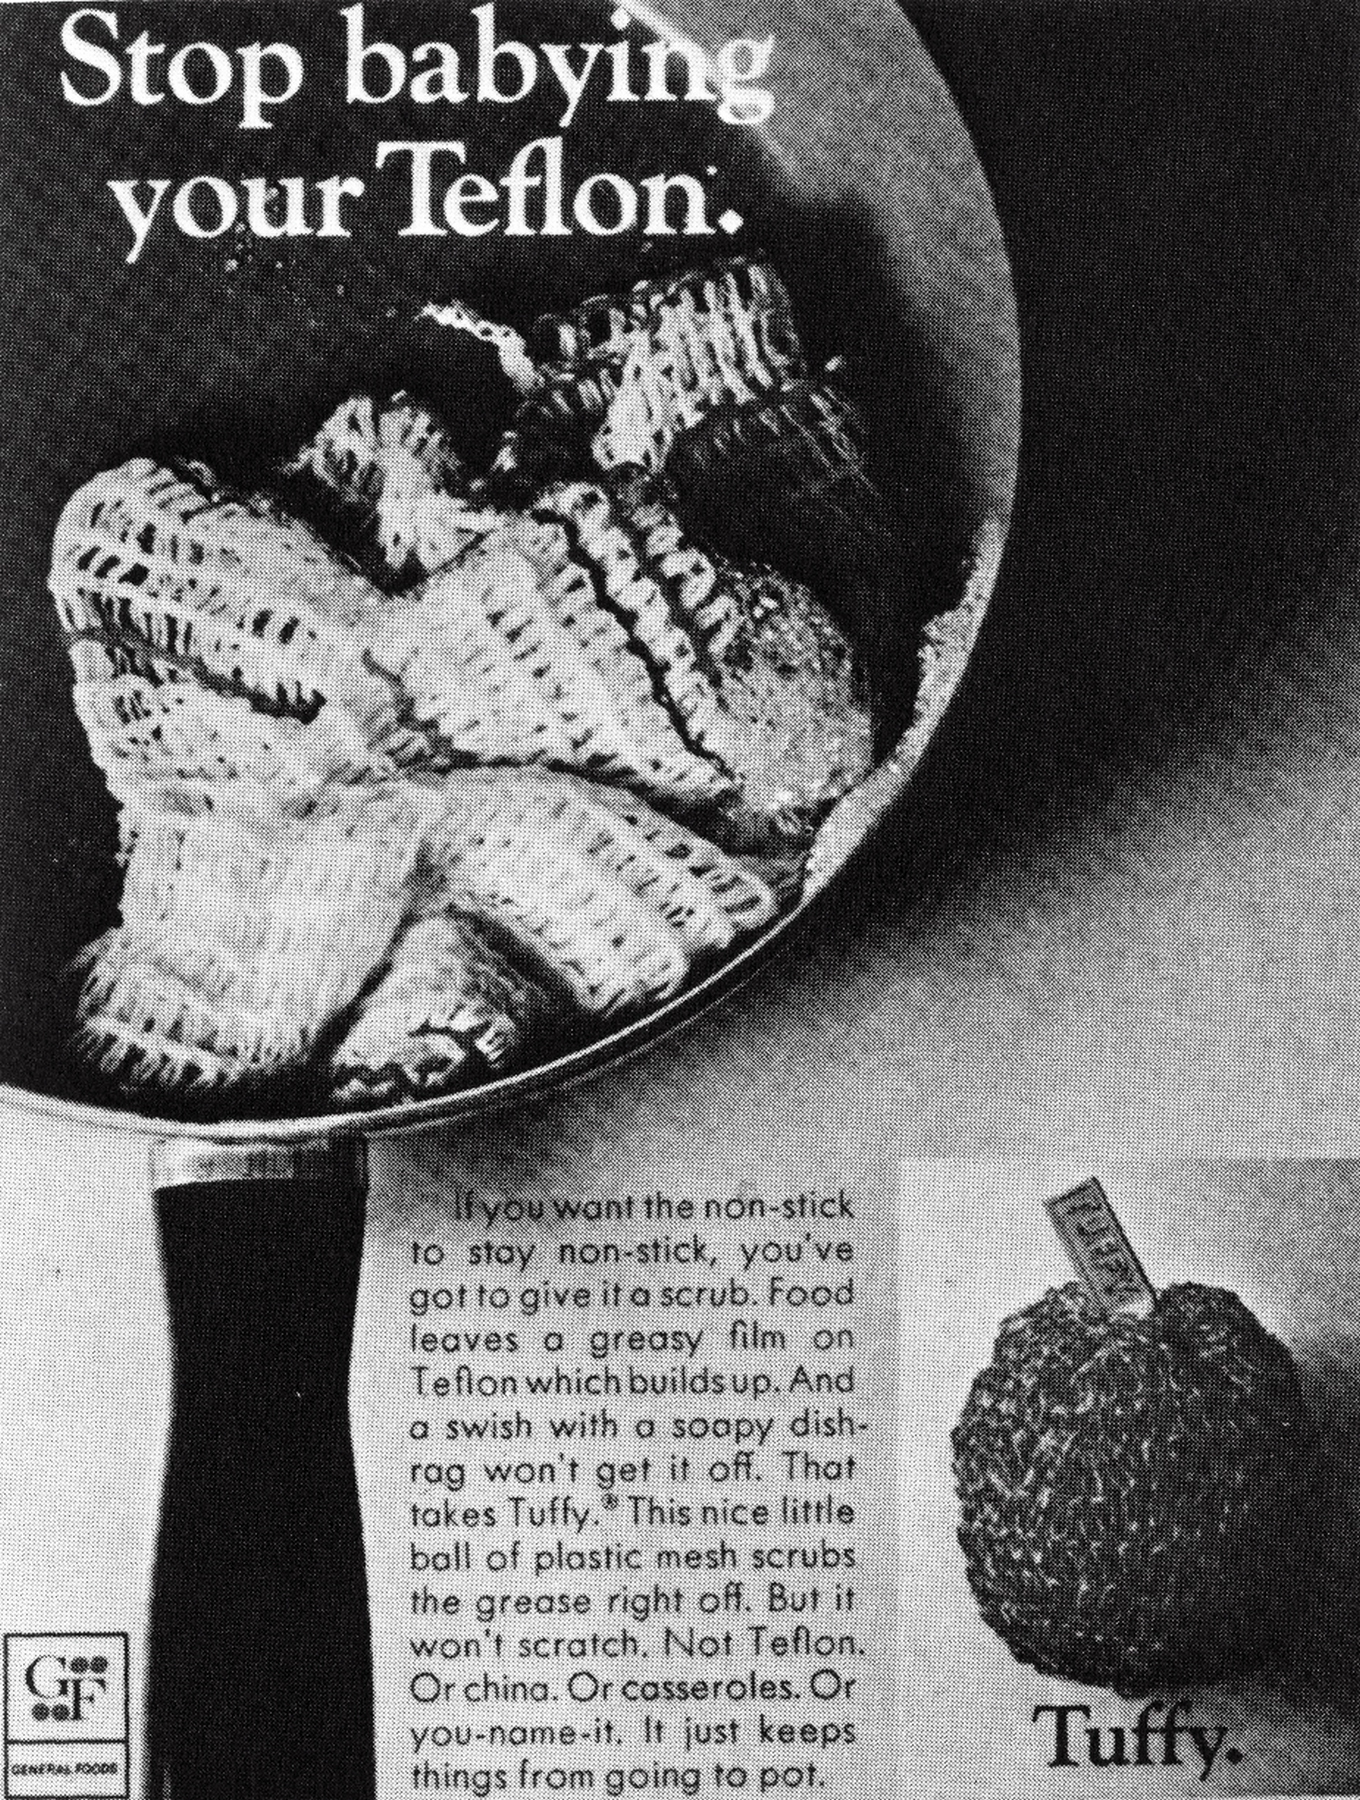 Stop babying
your Teflon.
If you want the non-stick
to stay non-stick, you've
got to give it a scrub. Food
leaves a greasy film on
Teflon which builds up. And
a swish with a soapy dish-
rag won't get it off. That
takes Tuffy.® This nice little
ball of plastic mesh scrubs
the grease right off. But it
won't scratch. Not Teflon.
Or china. Or casseroles. Or
you-name-it. It just keeps
things from going to pot.
TUFFY
Tuffy.
GF
GENERAL FOODS